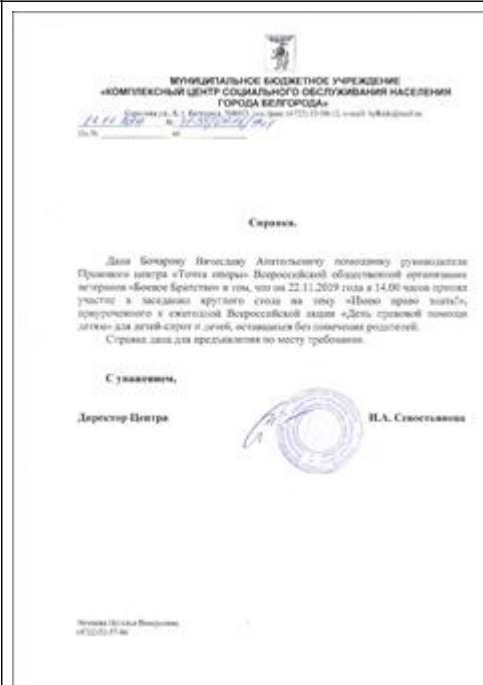 МУНИЦИПАЛЬНОЕ БЮДЖЕТНОЕ УЧРЕЖДЕНИЕ
«КОМПЛЕКСНЫЙ ЦЕНТР СОЦИАЛЬНОГО ОБСЛУЖИВАНИЯ НАСЕЛЕНИЯ
ГОРОДА БЕЛГОРОДА»
Справка.
Дана Бочарову Вячеславу Анатольевичу помощнику руководителя
Правового центра «Точка опоры» Всероссийской общественной организации
ветеранов «Боевое Братство» в том, что он 22.11.2019 года в 14.00 часов принял
участие в заседании круглого стола на тему «Имею право знать!»,
приуроченного к ежегодной Всероссийской акции «День правовой помощи
детям» для детей-сирот и детей, оставшихся без попечения родителей.
Справка дана для предъявления по месту требования.
С уважением,
Директор Центра
И.А. Севостьянова